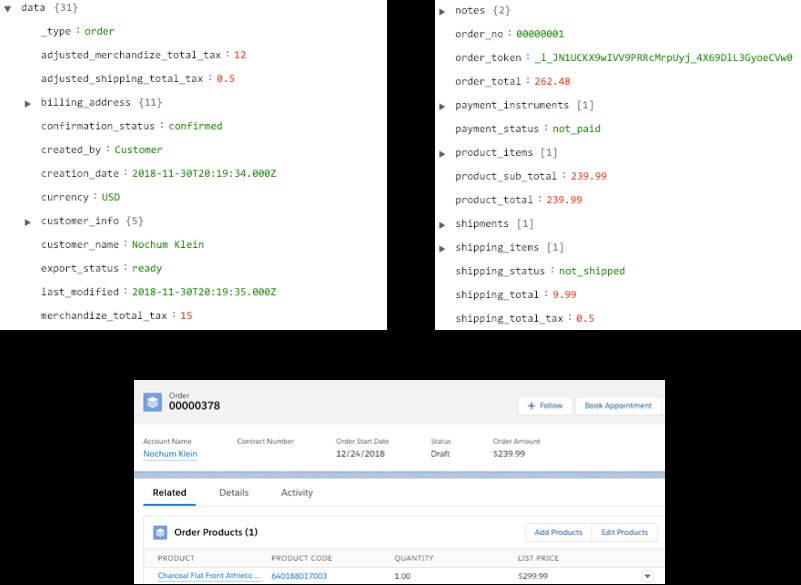 data {31}
_type : order
adjusted_merchandize_total_tax : 12
adjusted_shipping_total_tax : 0.5
billing_address {11}
confirmation_status : confirmed
created_by : Customer
creation_date : 2018-11-30T20:19:34.000Z
currency : USD
customer_info {5}
customer_name : Nochum Klein
export_status : ready
last_modified : 2018-11-30T20:19:35.000Z
merchandize_total_tax : 15
notes {2}
order_no : 00000001
order_token : _l_JN1UCKX9wIVV9PRRcMrpUyj_4X69DlL3GyoeCVw0
order_total : 262.48
payment_instruments [1]
payment_status : not_paid
product_items [1]
product_sub_total : 239.99
product_total : 239.99
shipments [1]
shipping_items [1]
shipping_status : not_shipped
shipping_total : 9.99
shipping_total_tax : 0.5
Order
00000378
+ Follow Book Appointment
Account Name Contract Number Order Start Date Status Order Amount
Nochum Klein 12/24/2018 Draft $239.99
Related Details Activity
Order Products (1) Add Products Edit Products
PRODUCT PRODUCT CODE QUANTITY LIST PRICE
Charcoal Flat Front Athletic ... 640188017003 1.00 $299.99